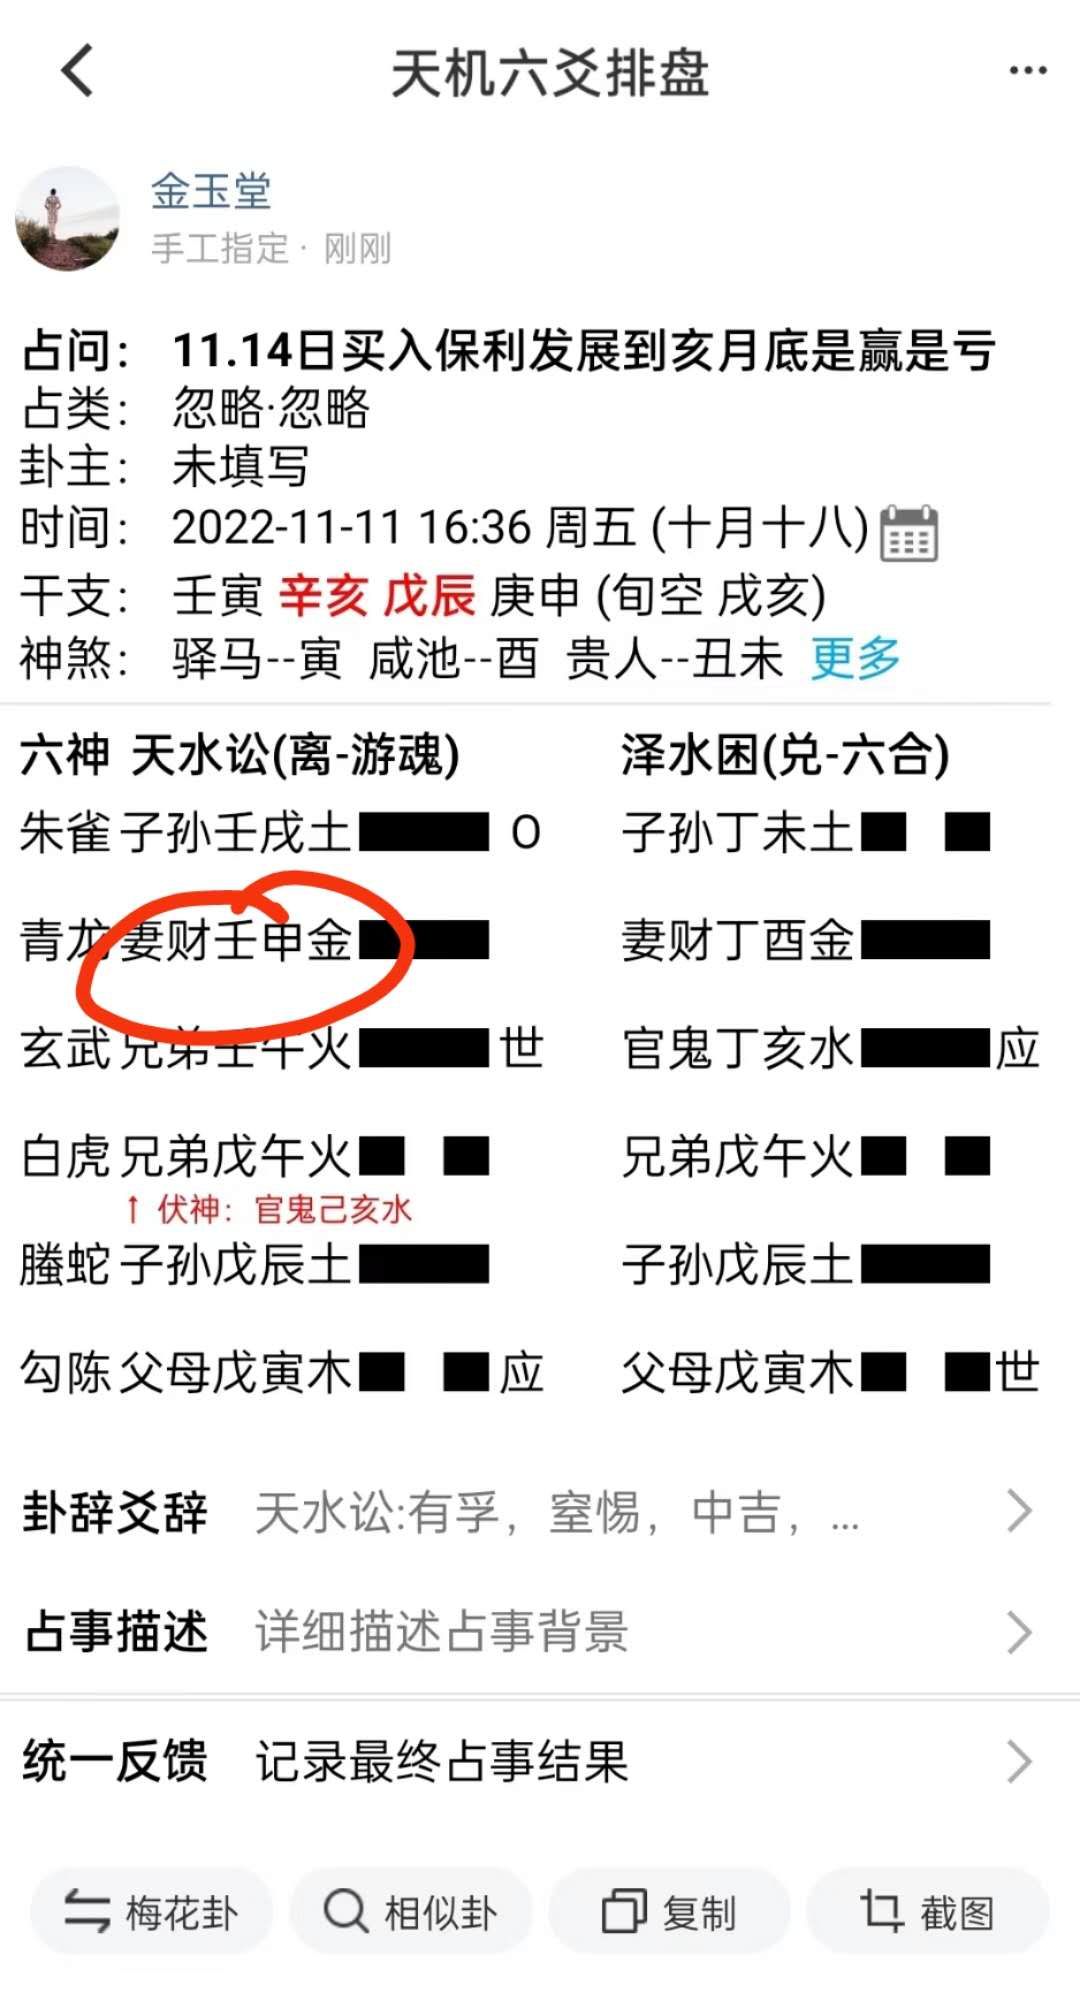 天机六爻排盘
金玉堂
手工指定 · 刚刚
占问： 11.14日买入保利发展到亥月底是赢是亏
占类： 忽略·忽略
卦主： 未填写
时间： 2022-11-11 16:36 周五 (十月十八)
干支： 壬寅 辛亥 戊辰 庚申 (旬空 戌亥)
神煞： 驿马--寅 咸池--酉 贵人--丑未 更多
六神 天水讼(离-游魂) 泽水困(兑-六合)
朱雀 子孙壬戌土 O 子孙丁未土
青龙 妻财壬申金 妻财丁酉金
玄武 兄弟壬午火 世 官鬼丁亥水 应
白虎 兄弟戊午火 兄弟戊午火
↑ 伏神：官鬼己亥水
螣蛇 子孙戊辰土 子孙戊辰土
勾陈 父母戊寅木 应 父母戊寅木 世
卦辞爻辞 天水讼:有孚，窒惕，中吉，...
占事描述 详细描述占事背景
统一反馈 记录最终占事结果
梅花卦 相似卦 复制 截图